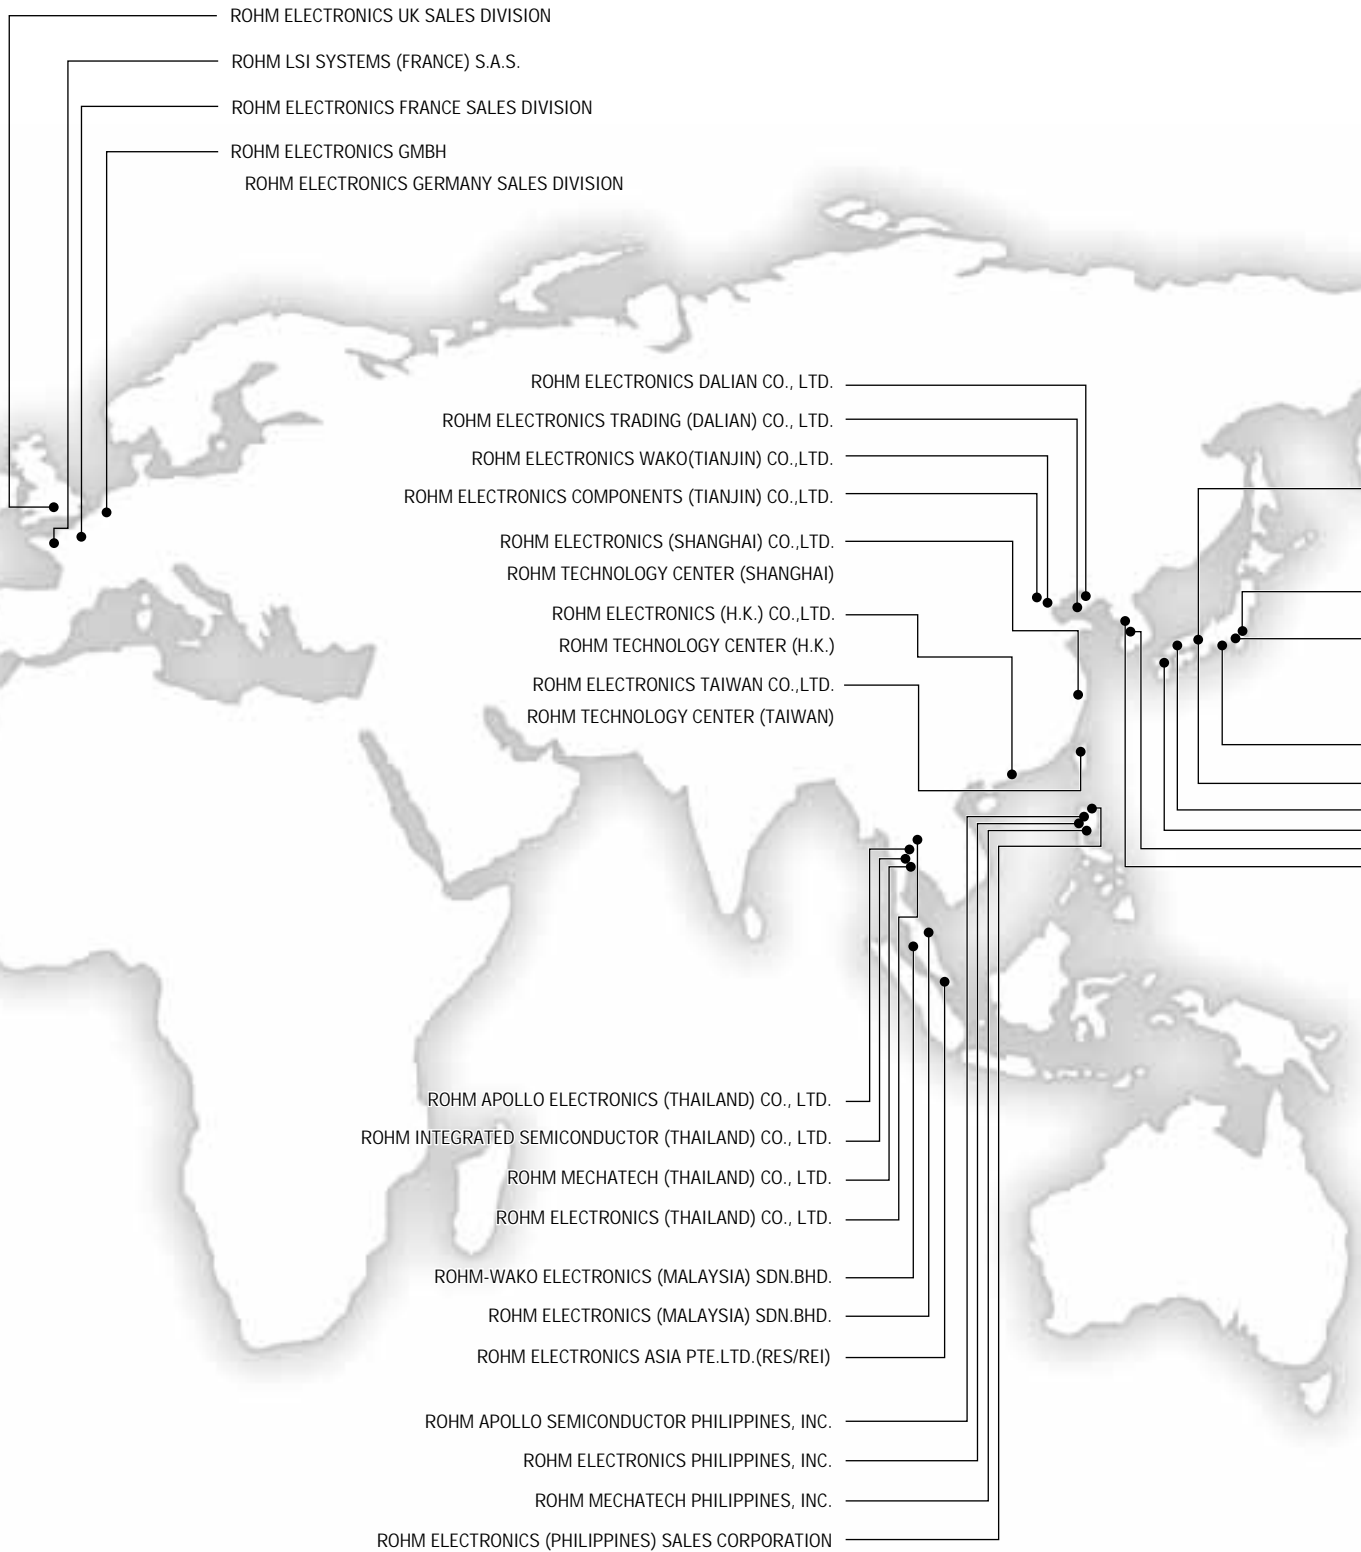 ROHM ELECTRONICS UK SALES DIVISION
ROHM LSI SYSTEMS (FRANCE) S.A.S.
ROHM ELECTRONICS FRANCE SALES DIVISION
ROHM ELECTRONICS GMBH
ROHM ELECTRONICS GERMANY SALES DIVISION
ROHM ELECTRONICS DALIAN CO., LTD.
ROHM ELECTRONICS TRADING (DALIAN) CO., LTD.
ROHM ELECTRONICS WAKO(TIANJIN) CO.,LTD.
ROHM ELECTRONICS COMPONENTS (TIANJIN) CO.,LTD.
ROHM ELECTRONICS (SHANGHAI) CO.,LTD.
ROHM TECHNOLOGY CENTER (SHANGHAI)
ROHM ELECTRONICS (H.K.) CO.,LTD.
ROHM TECHNOLOGY CENTER (H.K.)
ROHM ELECTRONICS TAIWAN CO.,LTD.
ROHM TECHNOLOGY CENTER (TAIWAN)
ROHM APOLLO ELECTRONICS (THAILAND) CO., LTD.
ROHM INTEGRATED SEMICONDUCTOR (THAILAND) CO., LTD.
ROHM MECHATECH (THAILAND) CO., LTD.
ROHM ELECTRONICS (THAILAND) CO., LTD.
ROHM-WAKO ELECTRONICS (MALAYSIA) SDN.BHD.
ROHM ELECTRONICS (MALAYSIA) SDN.BHD.
ROHM ELECTRONICS ASIA PTE.LTD.(RES/REI)
ROHM APOLLO SEMICONDUCTOR PHILIPPINES, INC.
ROHM ELECTRONICS PHILIPPINES, INC.
ROHM MECHATECH PHILIPPINES, INC.
ROHM ELECTRONICS (PHILIPPINES) SALES CORPORATION